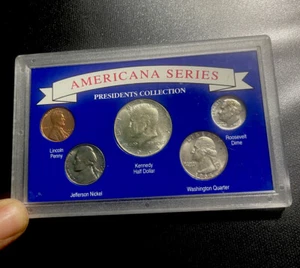 AMERICANA SERIES
PRESIDENTS COLLECTION
Lincoln
Penny
Roosevelt
Dime
Kennedy
Half Dollar
Jefferson Nickel
Washington Quarter